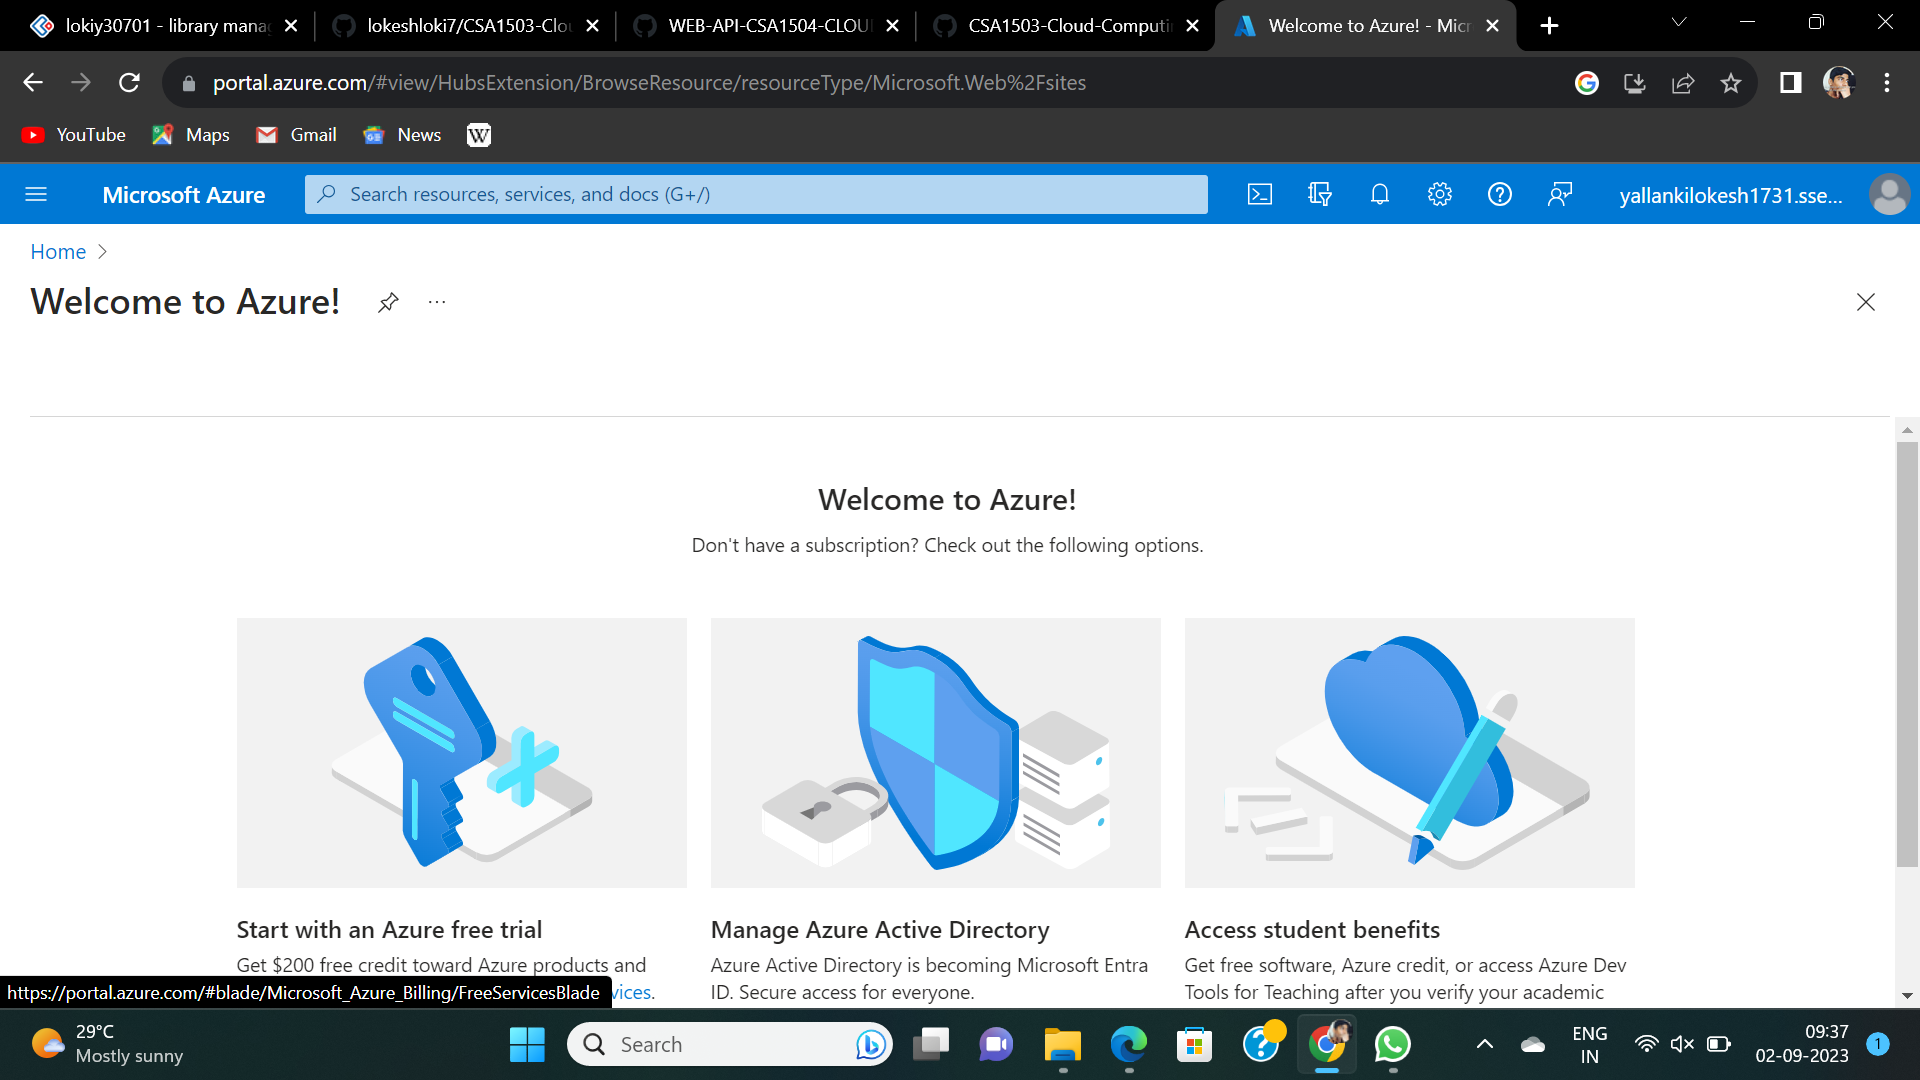 lokiy30701 - library mana
lokeshloki7/CSA1503-Clou
WEB-API-CSA1504-CLOU
CSA1503-Cloud-Computin
Welcome to Azure! - Micr
portal.azure.com/#view/HubsExtension/BrowseResource/resourceType/Microsoft.Web%2Fsites
YouTube
Maps
Gmail
News
W
Microsoft Azure
Search resources, services, and docs (G+/)
yallankilokesh1731.sse...
Home
Welcome to Azure!
Welcome to Azure!
Don't have a subscription? Check out the following options.
Start with an Azure free trial
Get $200 free credit toward Azure products and
vices.
Manage Azure Active Directory
Azure Active Directory is becoming Microsoft Entra
ID. Secure access for everyone.
Access student benefits
Get free software, Azure credit, or access Azure Dev
Tools for Teaching after you verify your academic
https://portal.azure.com/#blade/Microsoft_Azure_Billing/FreeServicesBlade
29°C
Mostly sunny
Search
ENG
IN
09:37
02-09-2023
1